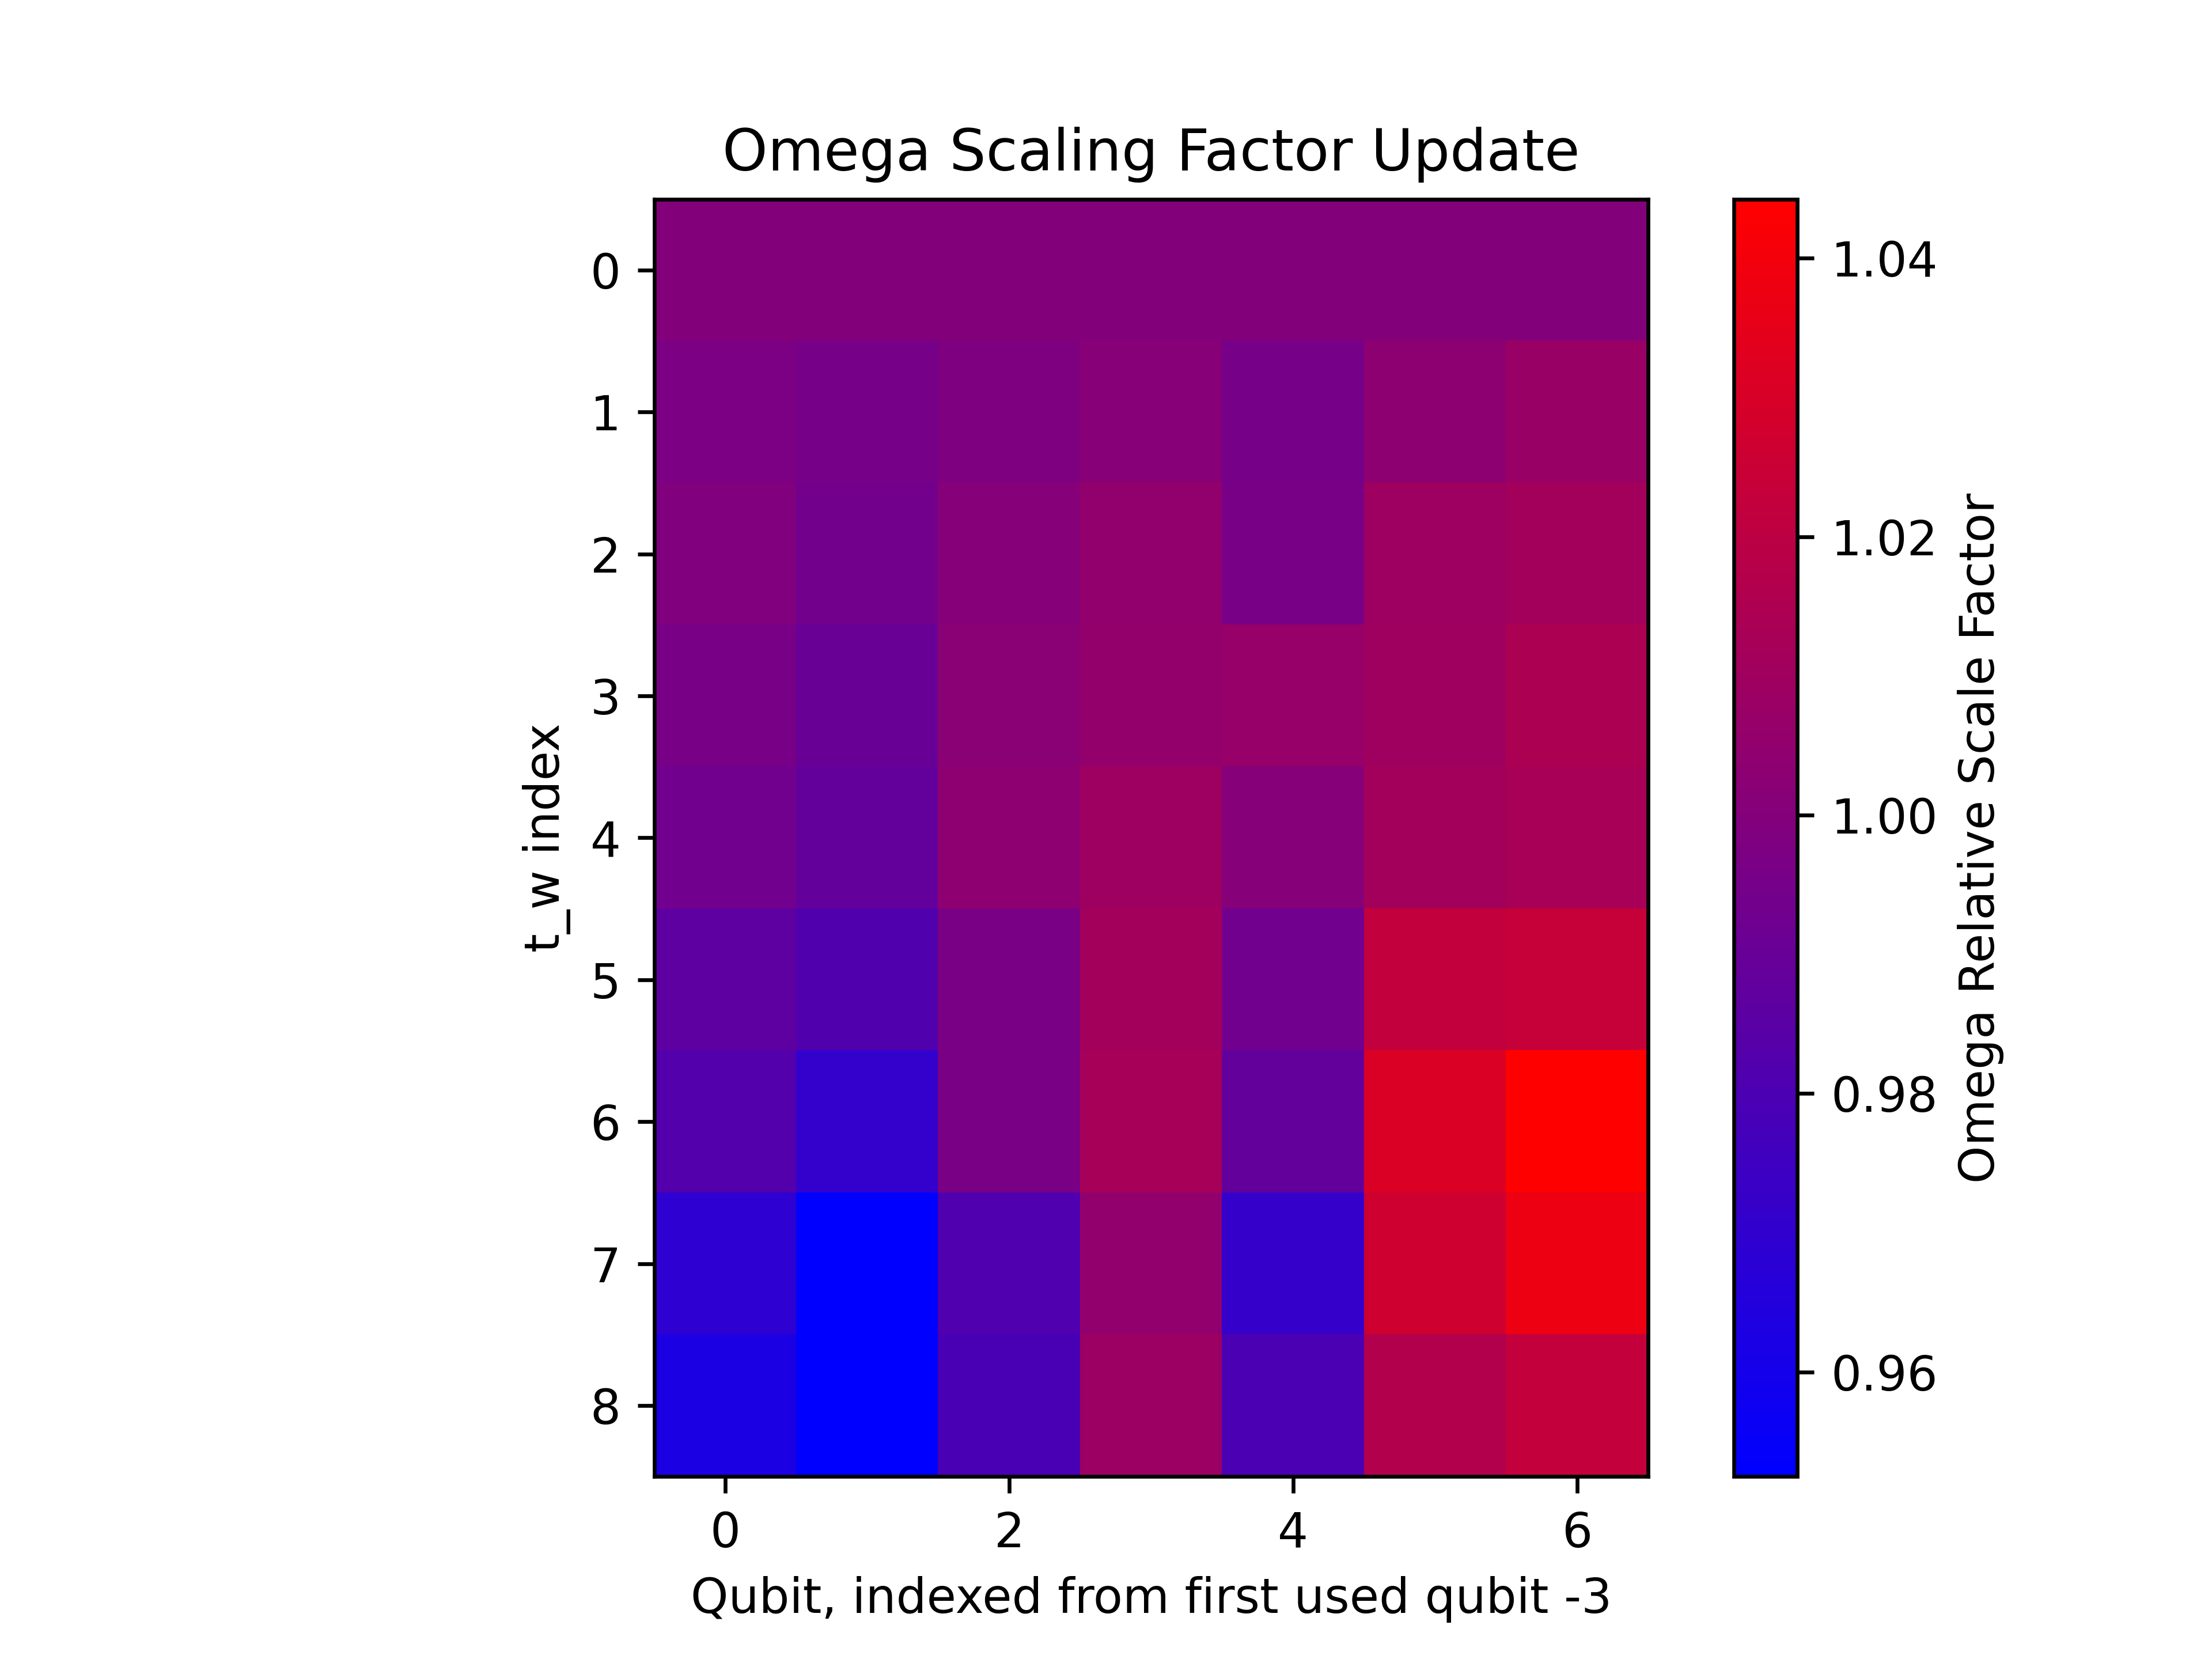 Omega Scaling Factor Update
t_w index
0
1
2
3
4
5
6
7
8
0 2 4 6
Qubit, indexed from first used qubit -3
1.04
1.02
1.00
0.98
0.96
Omega Relative Scale Factor